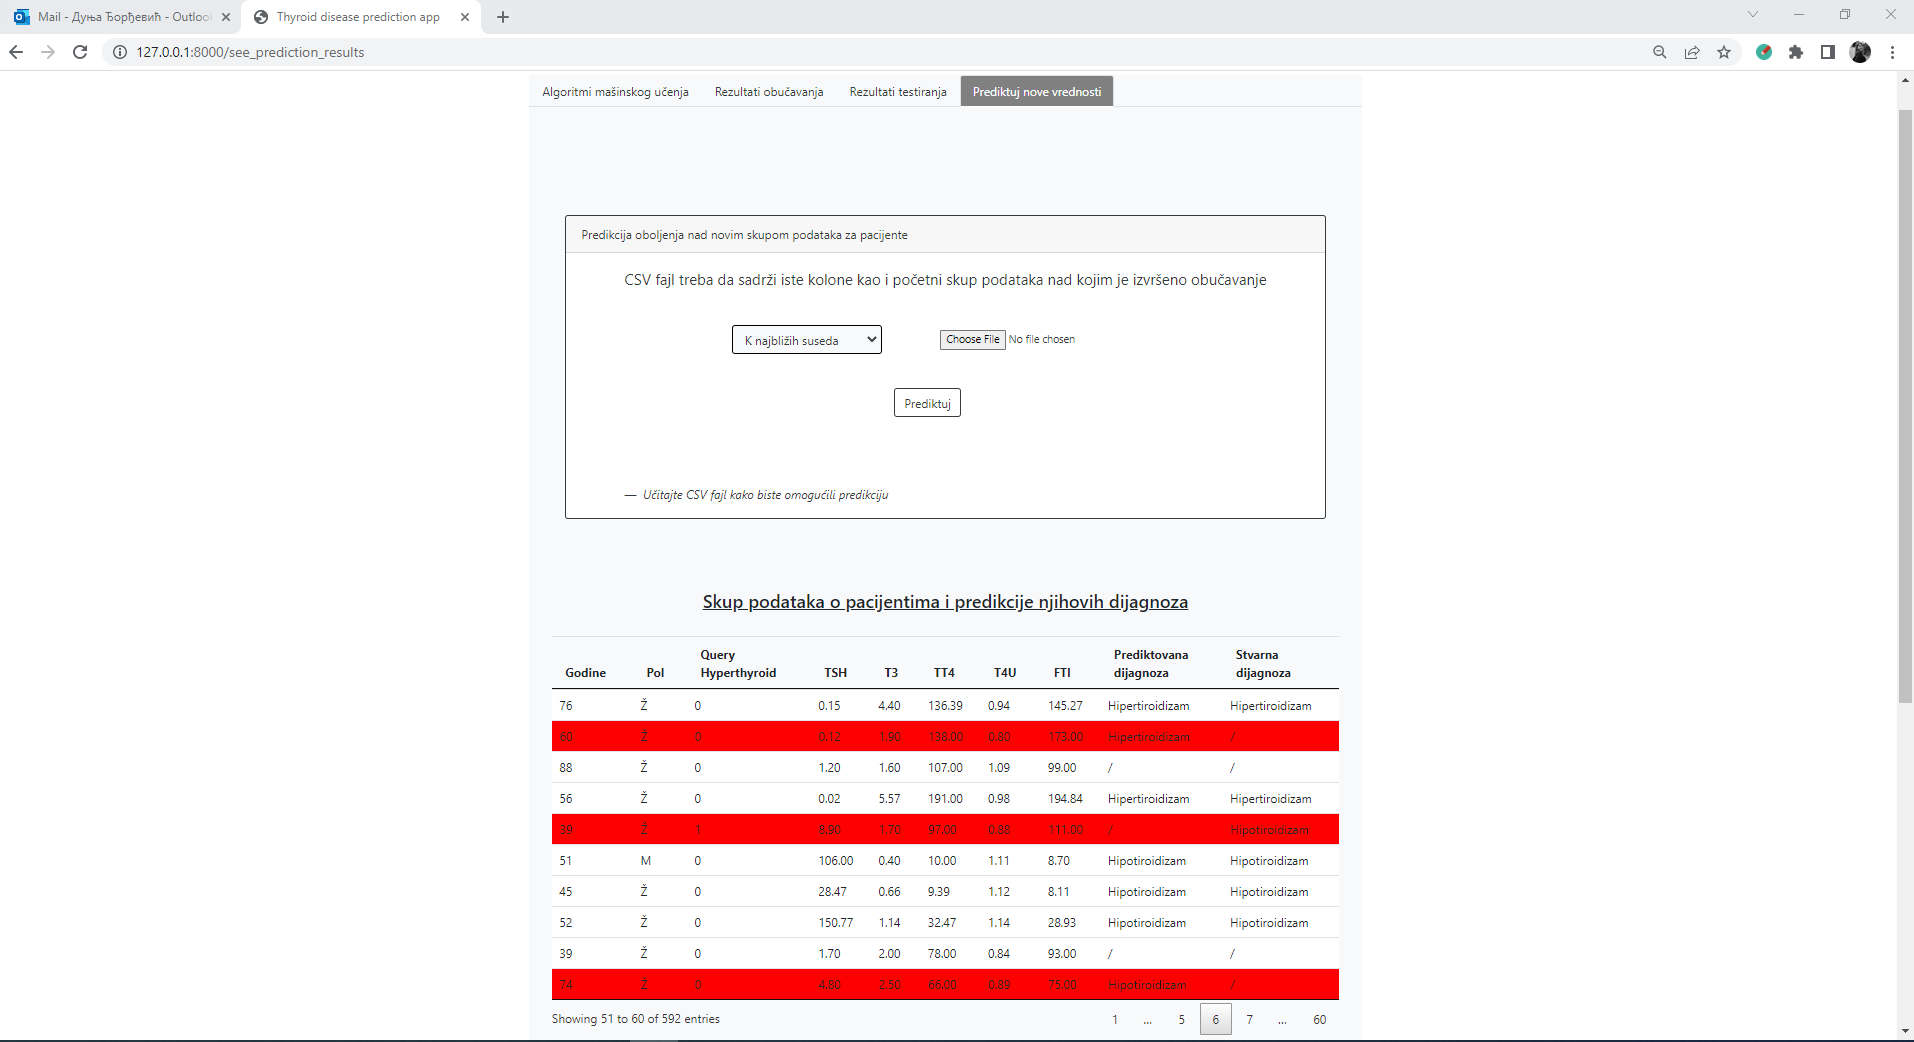 Mail - Дуња Ђорђевић - Outlo
Thyroid disease prediction app
127.0.0.1:8000/see_prediction_results
Algoritmi mašinskog učenja Rezultati obučavanja Rezultati testiranja Prediktuj nove vrednosti
Predikcija oboljenja nad novim skupom podataka za pacijente
CSV fajl treba da sadrži iste kolone kao i početni skup podataka nad kojim je izvršeno obučavanje
K najbližih suseda Choose File No file chosen
Prediktuj
— Učitajte CSV fajl kako biste omogućili predikciju
Skup podataka o pacijentima i predikcije njihovih dijagnoza
Godine Pol Query Hyperthyroid TSH T3 TT4 T4U FTI Prediktovana dijagnoza Stvarna dijagnoza
76 Ž 0 0.15 4.40 136.39 0.94 145.27 Hipertiroidizam Hipertiroidizam
60 Ž 0 0.12 1.90 138.00 0.80 173.00 Hipertiroidizam /
88 Ž 0 1.20 1.60 107.00 1.09 99.00 / /
56 Ž 0 0.02 5.57 191.00 0.98 194.84 Hipertiroidizam Hipertiroidizam
39 Ž 1 8.90 1.70 97.00 0.88 111.00 / Hipotiroidizam
51 M 0 106.00 0.40 10.00 1.11 8.70 Hipotiroidizam Hipotiroidizam
45 Ž 0 28.47 0.66 9.39 1.12 8.11 Hipotiroidizam Hipotiroidizam
52 Ž 0 150.77 1.14 32.47 1.14 28.93 Hipotiroidizam Hipotiroidizam
39 Ž 0 1.70 2.00 78.00 0.84 93.00 / /
74 Ž 0 4.80 2.50 66.00 0.89 75.00 Hipotiroidizam /
Showing 51 to 60 of 592 entries 1 ... 5 6 7 ... 60